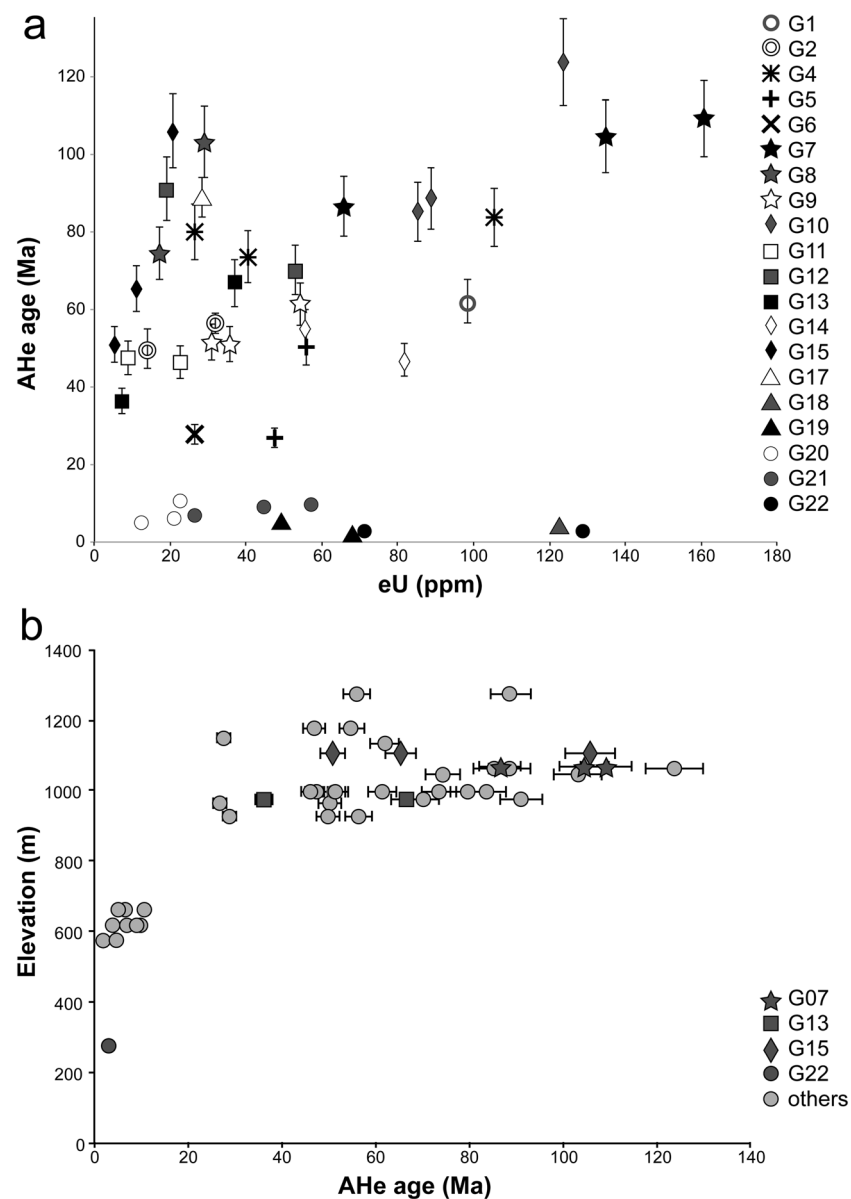 a
120
100
80
60
40
20
0
AHe age (Ma)
0 20 40 60 80 100 120 140 160 180
eU (ppm)
G1
G2
G4
G5
G6
G7
G8
G9
G10
G11
G12
G13
G14
G15
G17
G18
G19
G20
G21
G22
b
1400
1200
1000
800
600
400
200
0
Elevation (m)
0 20 40 60 80 100 120 140
AHe age (Ma)
G07
G13
G15
G22
others